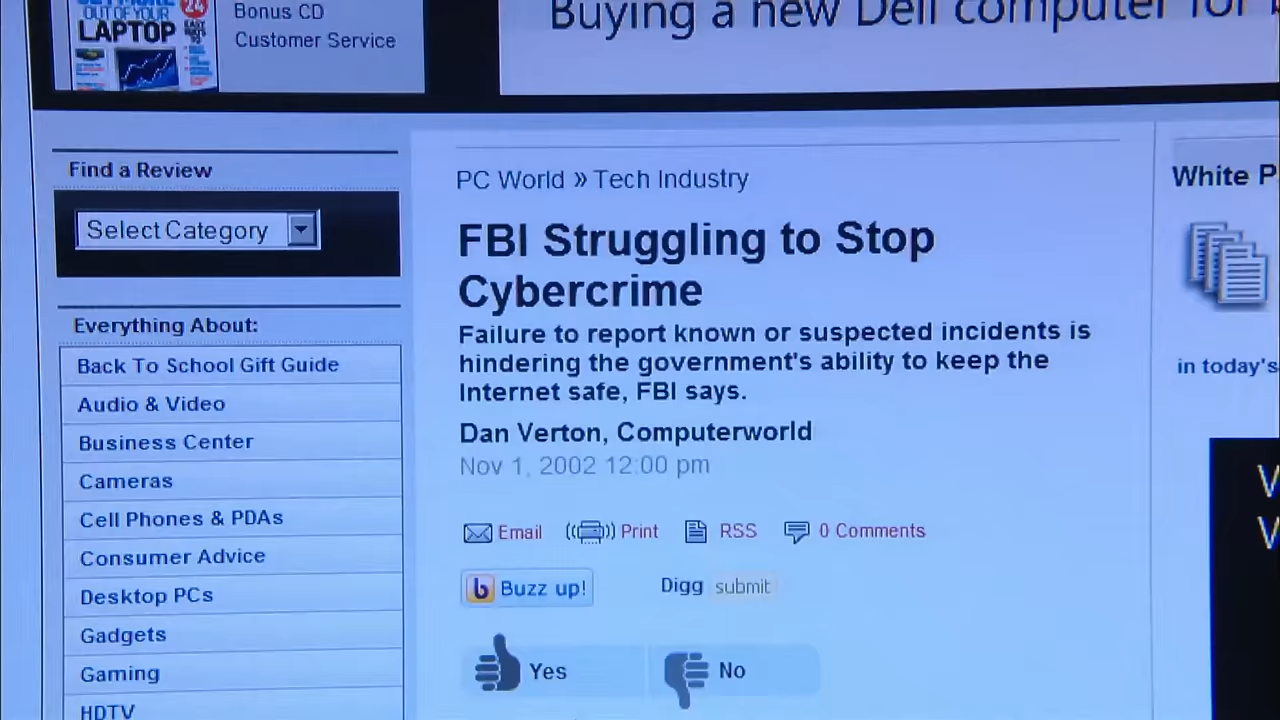 OUT OF YOUR
LAPTOP
Bonus CD
Customer Service
Buying a new Dell computer for
Find a Review
Select Category
Everything About:
Back To School Gift Guide
Audio & Video
Business Center
Cameras
Cell Phones & PDAs
Consumer Advice
Desktop PCs
Gadgets
Gaming
HDTV
PC World » Tech Industry
FBI Struggling to Stop
Cybercrime
Failure to report known or suspected incidents is
hindering the government's ability to keep the
Internet safe, FBI says.
Dan Verton, Computerworld
Nov 1, 2002 12:00 pm
Email Print RSS 0 Comments
Buzz up! Digg submit
Yes No
White P
in today's
V
V